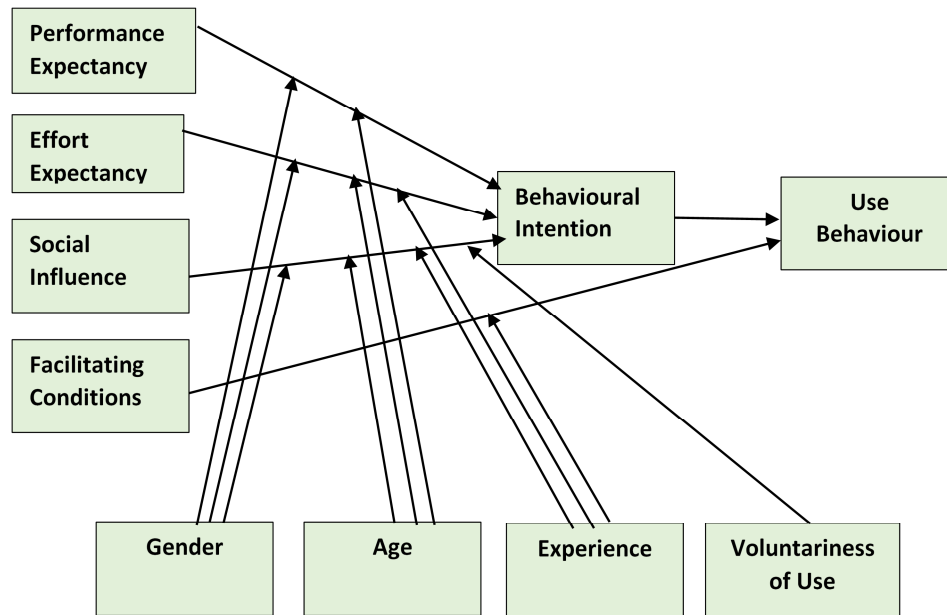 Performance
Expectancy
Effort
Expectancy
Social
Influence
Facilitating
Conditions
Behavioural
Intention
Use
Behaviour
Gender
Age
Experience
Voluntariness
of Use